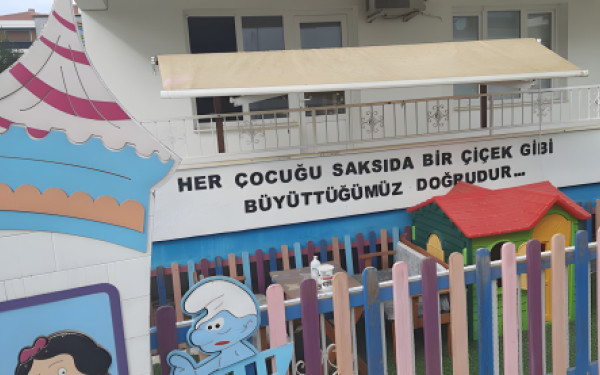 HER ÇOCUĞU SAKSIDA BİR ÇİÇEK GİBİ
BÜYÜTTÜĞÜMÜZ DOĞRUDUR...